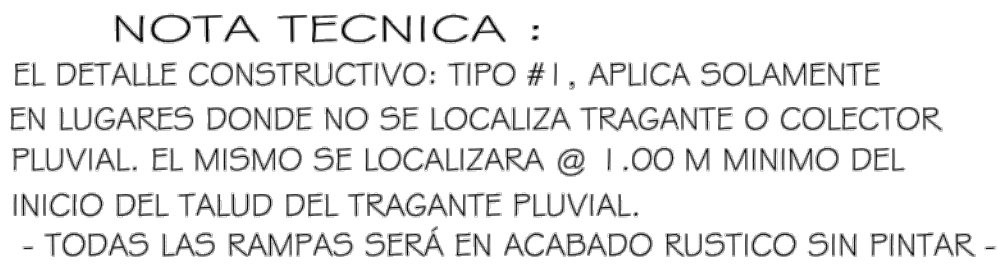 NOTA TECNICA :
EL DETALLE CONSTRUCTIVO: TIPO #1, APLICA SOLAMENTE
EN LUGARES DONDE NO SE LOCALIZA TRAGANTE O COLECTOR
PLUVIAL. EL MISMO SE LOCALIZARA @ 1.00 M MINIMO DEL
INICIO DEL TALUD DEL TRAGANTE PLUVIAL.
- TODAS LAS RAMPAS SERÁ EN ACABADO RUSTICO SIN PINTAR -